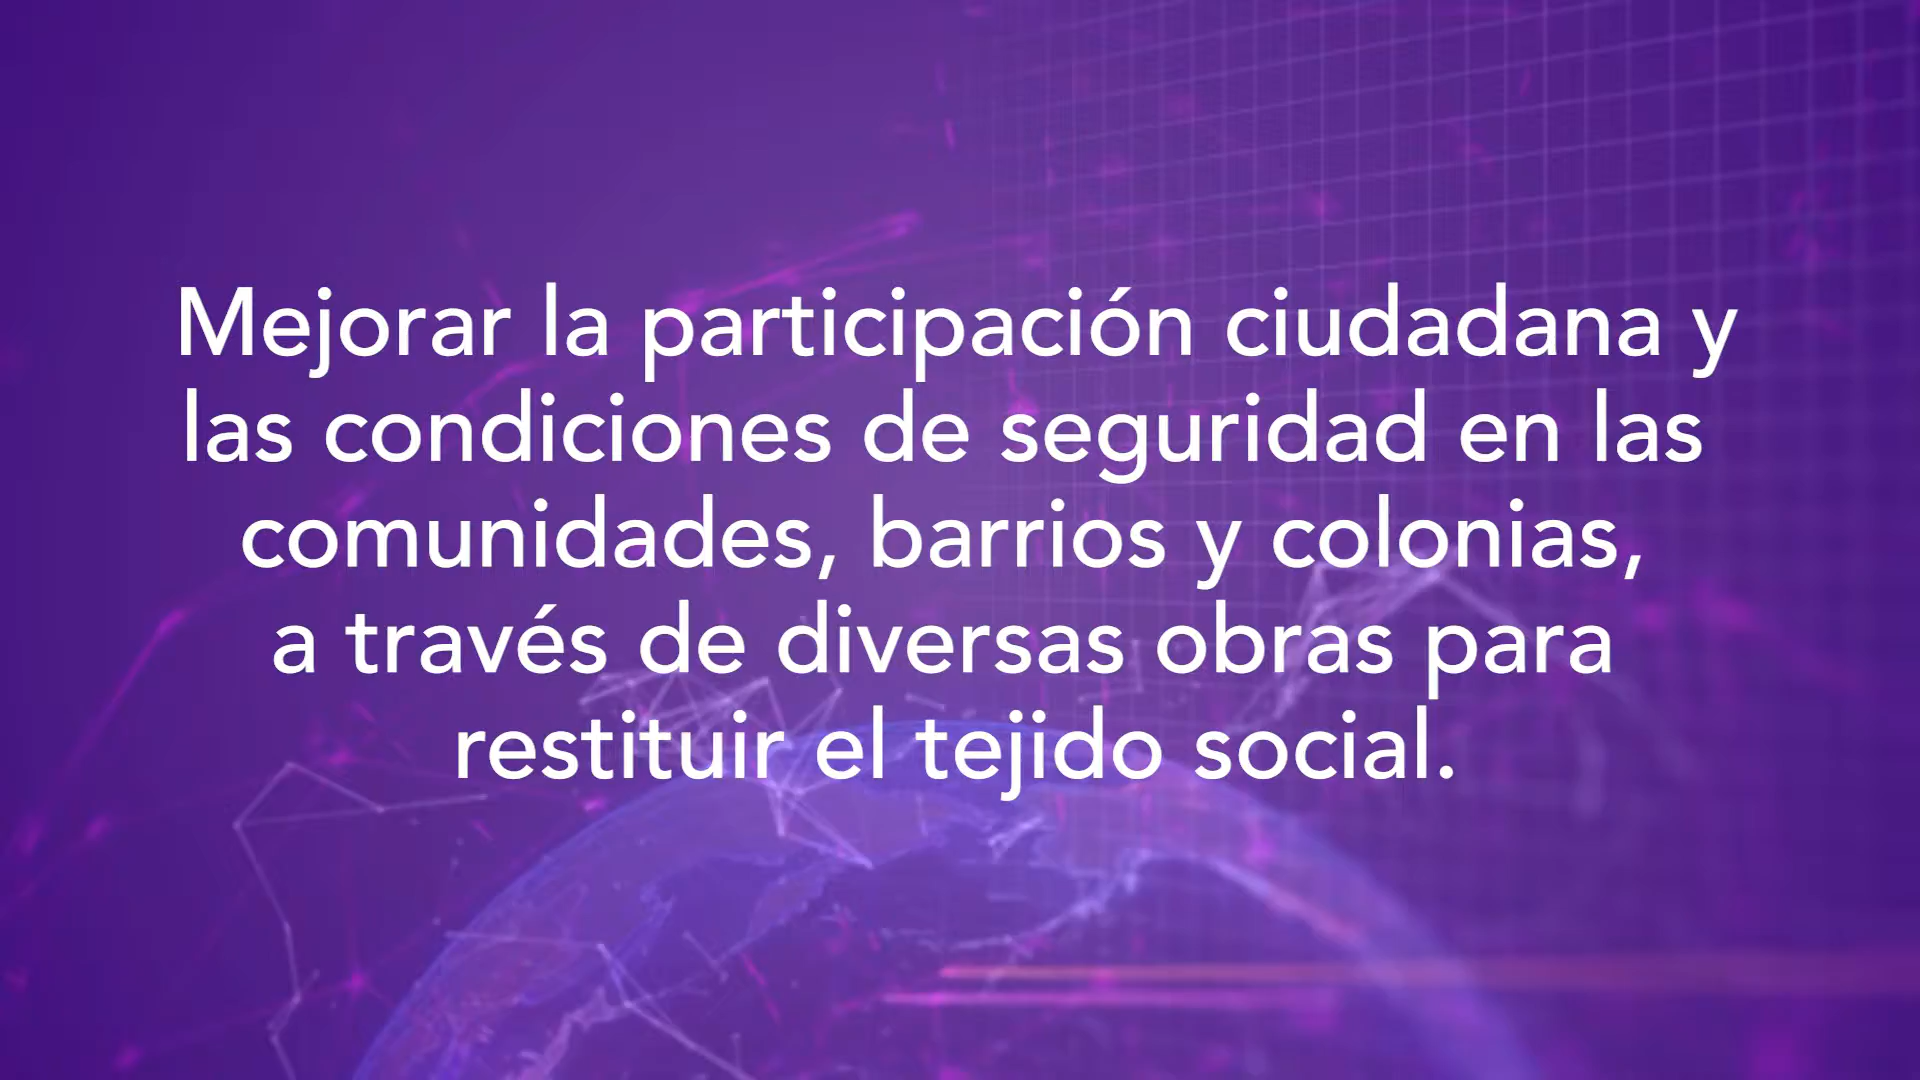 Mejorar la participación ciudadana y
las condiciones de seguridad en las
comunidades, barrios y colonias,
a través de diversas obras para
restituir el tejido social.